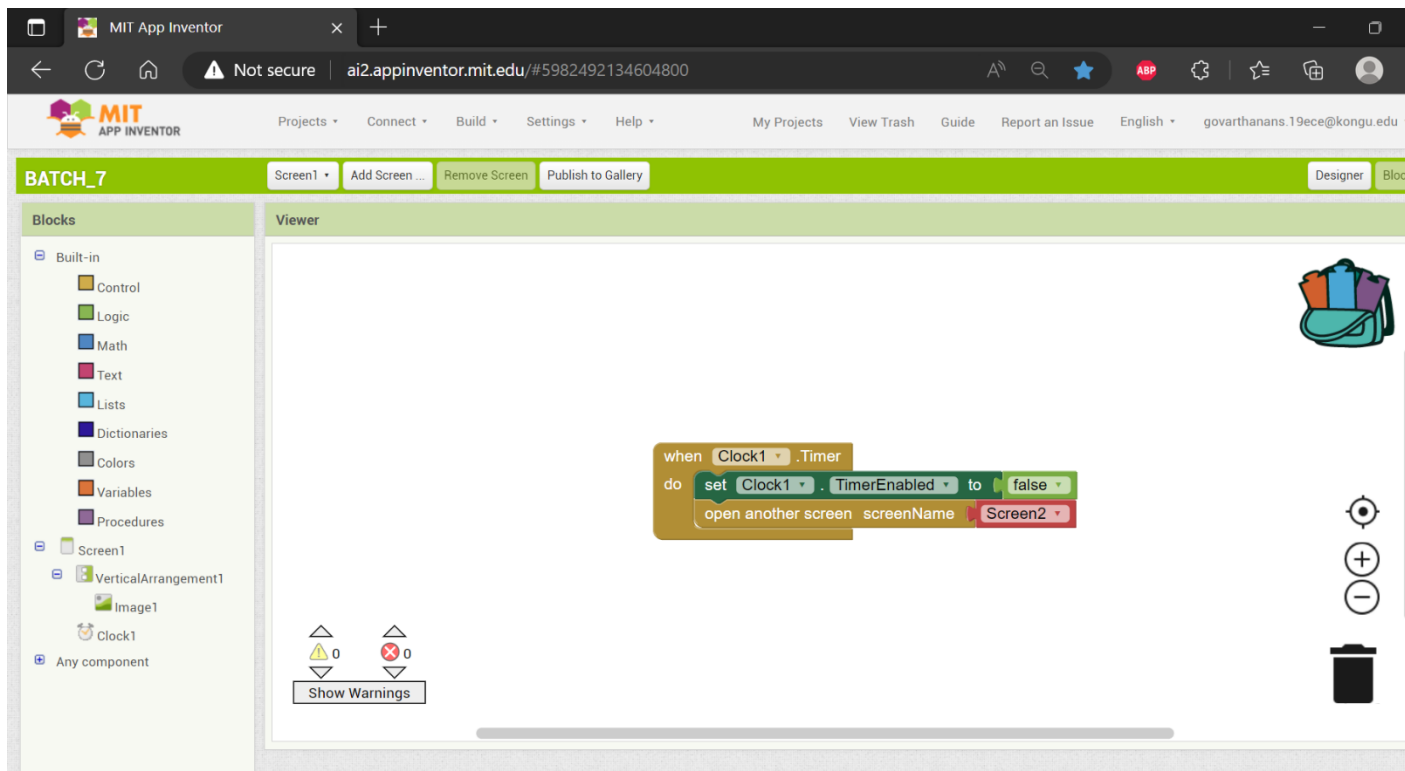 MIT App Inventor
Not secure ai2.appinventor.mit.edu/#5982492134604800
ABP
MIT
APP INVENTOR
Projects Connect Build Settings Help My Projects View Trash Guide Report an Issue English govarthanans.19ece@kongu.edu
BATCH_7
Screen1 Add Screen ... Remove Screen Publish to Gallery Designer Bloc
Blocks
Viewer
Built-in
Control
Logic
Math
Text
Lists
Dictionaries
Colors
Variables
Procedures
Screen1
VerticalArrangement1
Image1
Clock1
Any component
when Clock1 .Timer
do set Clock1 . TimerEnabled to false
open another screen screenName Screen2
0 0
Show Warnings